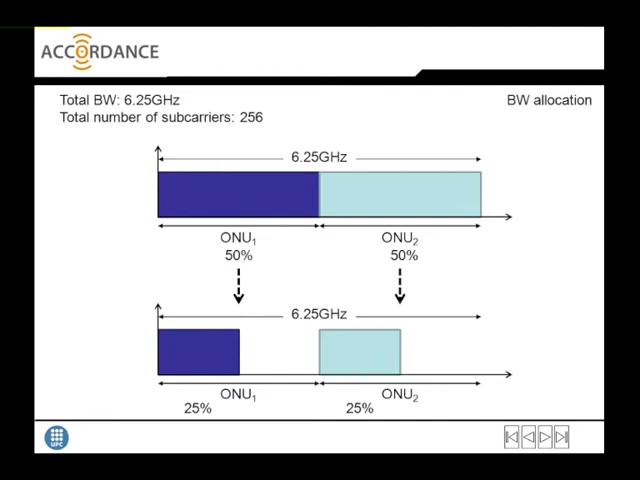 ACCORDANCE
Total BW: 6.25GHz
Total number of subcarriers: 256
BW allocation
6.25GHz
ONU₁
ONU₂
50%
50%
6.25GHz
ONU₁
ONU₂
25%
25%
UPC